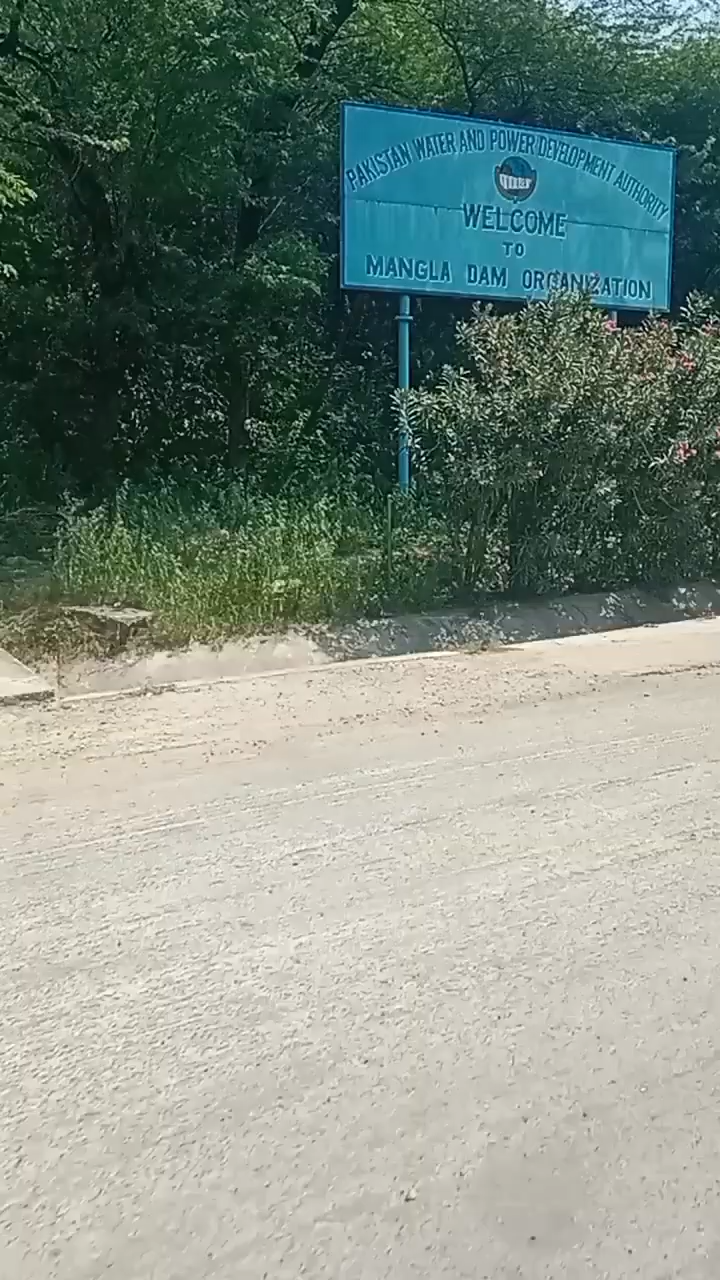 PAKISTAN WATER AND POWER DEVELOPMENT AUTHORITY
WELCOME
TO
MANGLA DAM ORGANIZATION